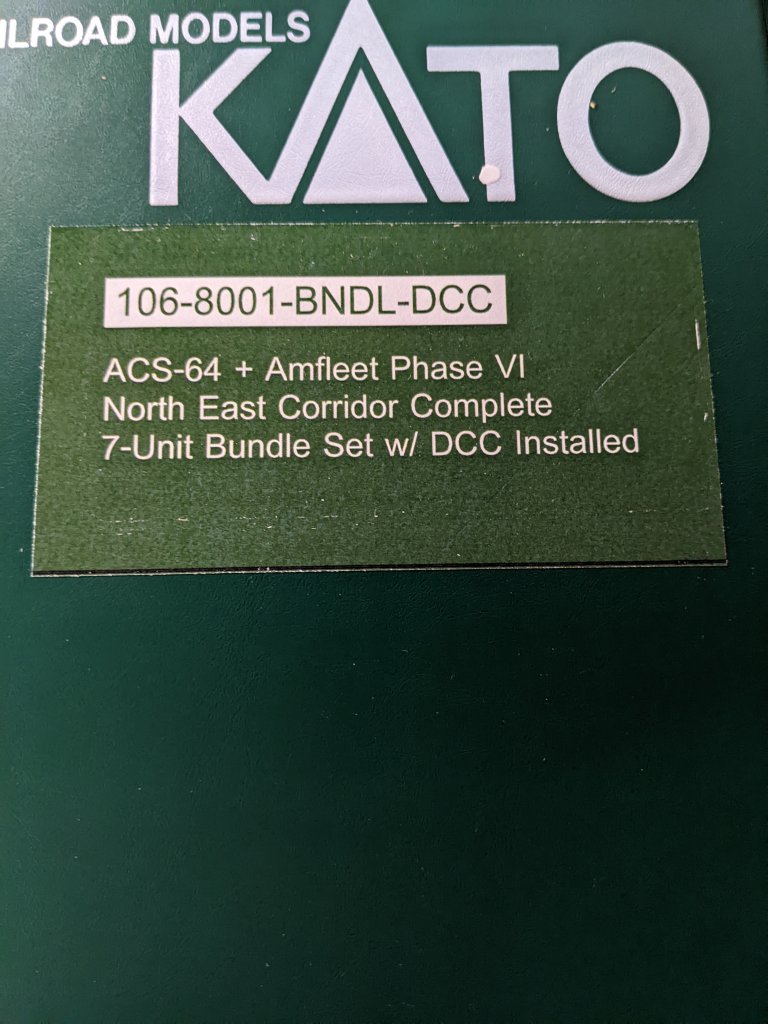 ILROAD MODELS
KATO
106-8001-BNDL-DCC
ACS-64 + Amfleet Phase VI
North East Corridor Complete
7-Unit Bundle Set w/ DCC Installed